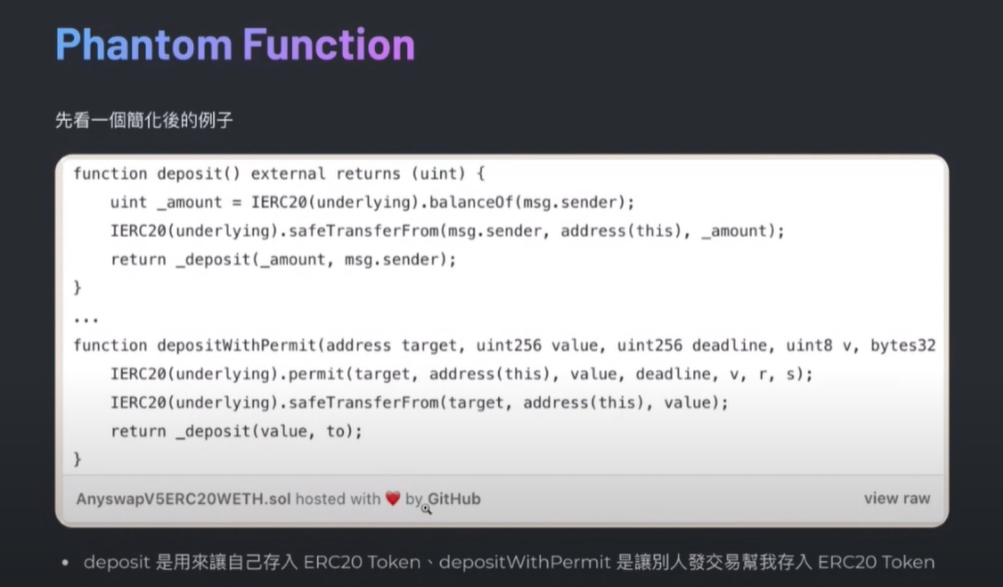 Phantom Function
先看一個簡化後的例子
function deposit() external returns (uint) {
    uint _amount = IERC20(underlying).balanceOf(msg.sender);
    IERC20(underlying).safeTransferFrom(msg.sender, address(this), _amount);
    return _deposit(_amount, msg.sender);
}
...
function depositWithPermit(address target, uint256 value, uint256 deadline, uint8 v, bytes32
    IERC20(underlying).permit(target, address(this), value, deadline, v, r, s);
    IERC20(underlying).safeTransferFrom(target, address(this), value);
    return _deposit(value, to);
}
AnyswapV5ERC20WETH.sol hosted with ❤ by GitHub view raw
• deposit 是用來讓自己存入 ERC20 Token、depositWithPermit 是讓別人發交易幫我存入 ERC20 Token